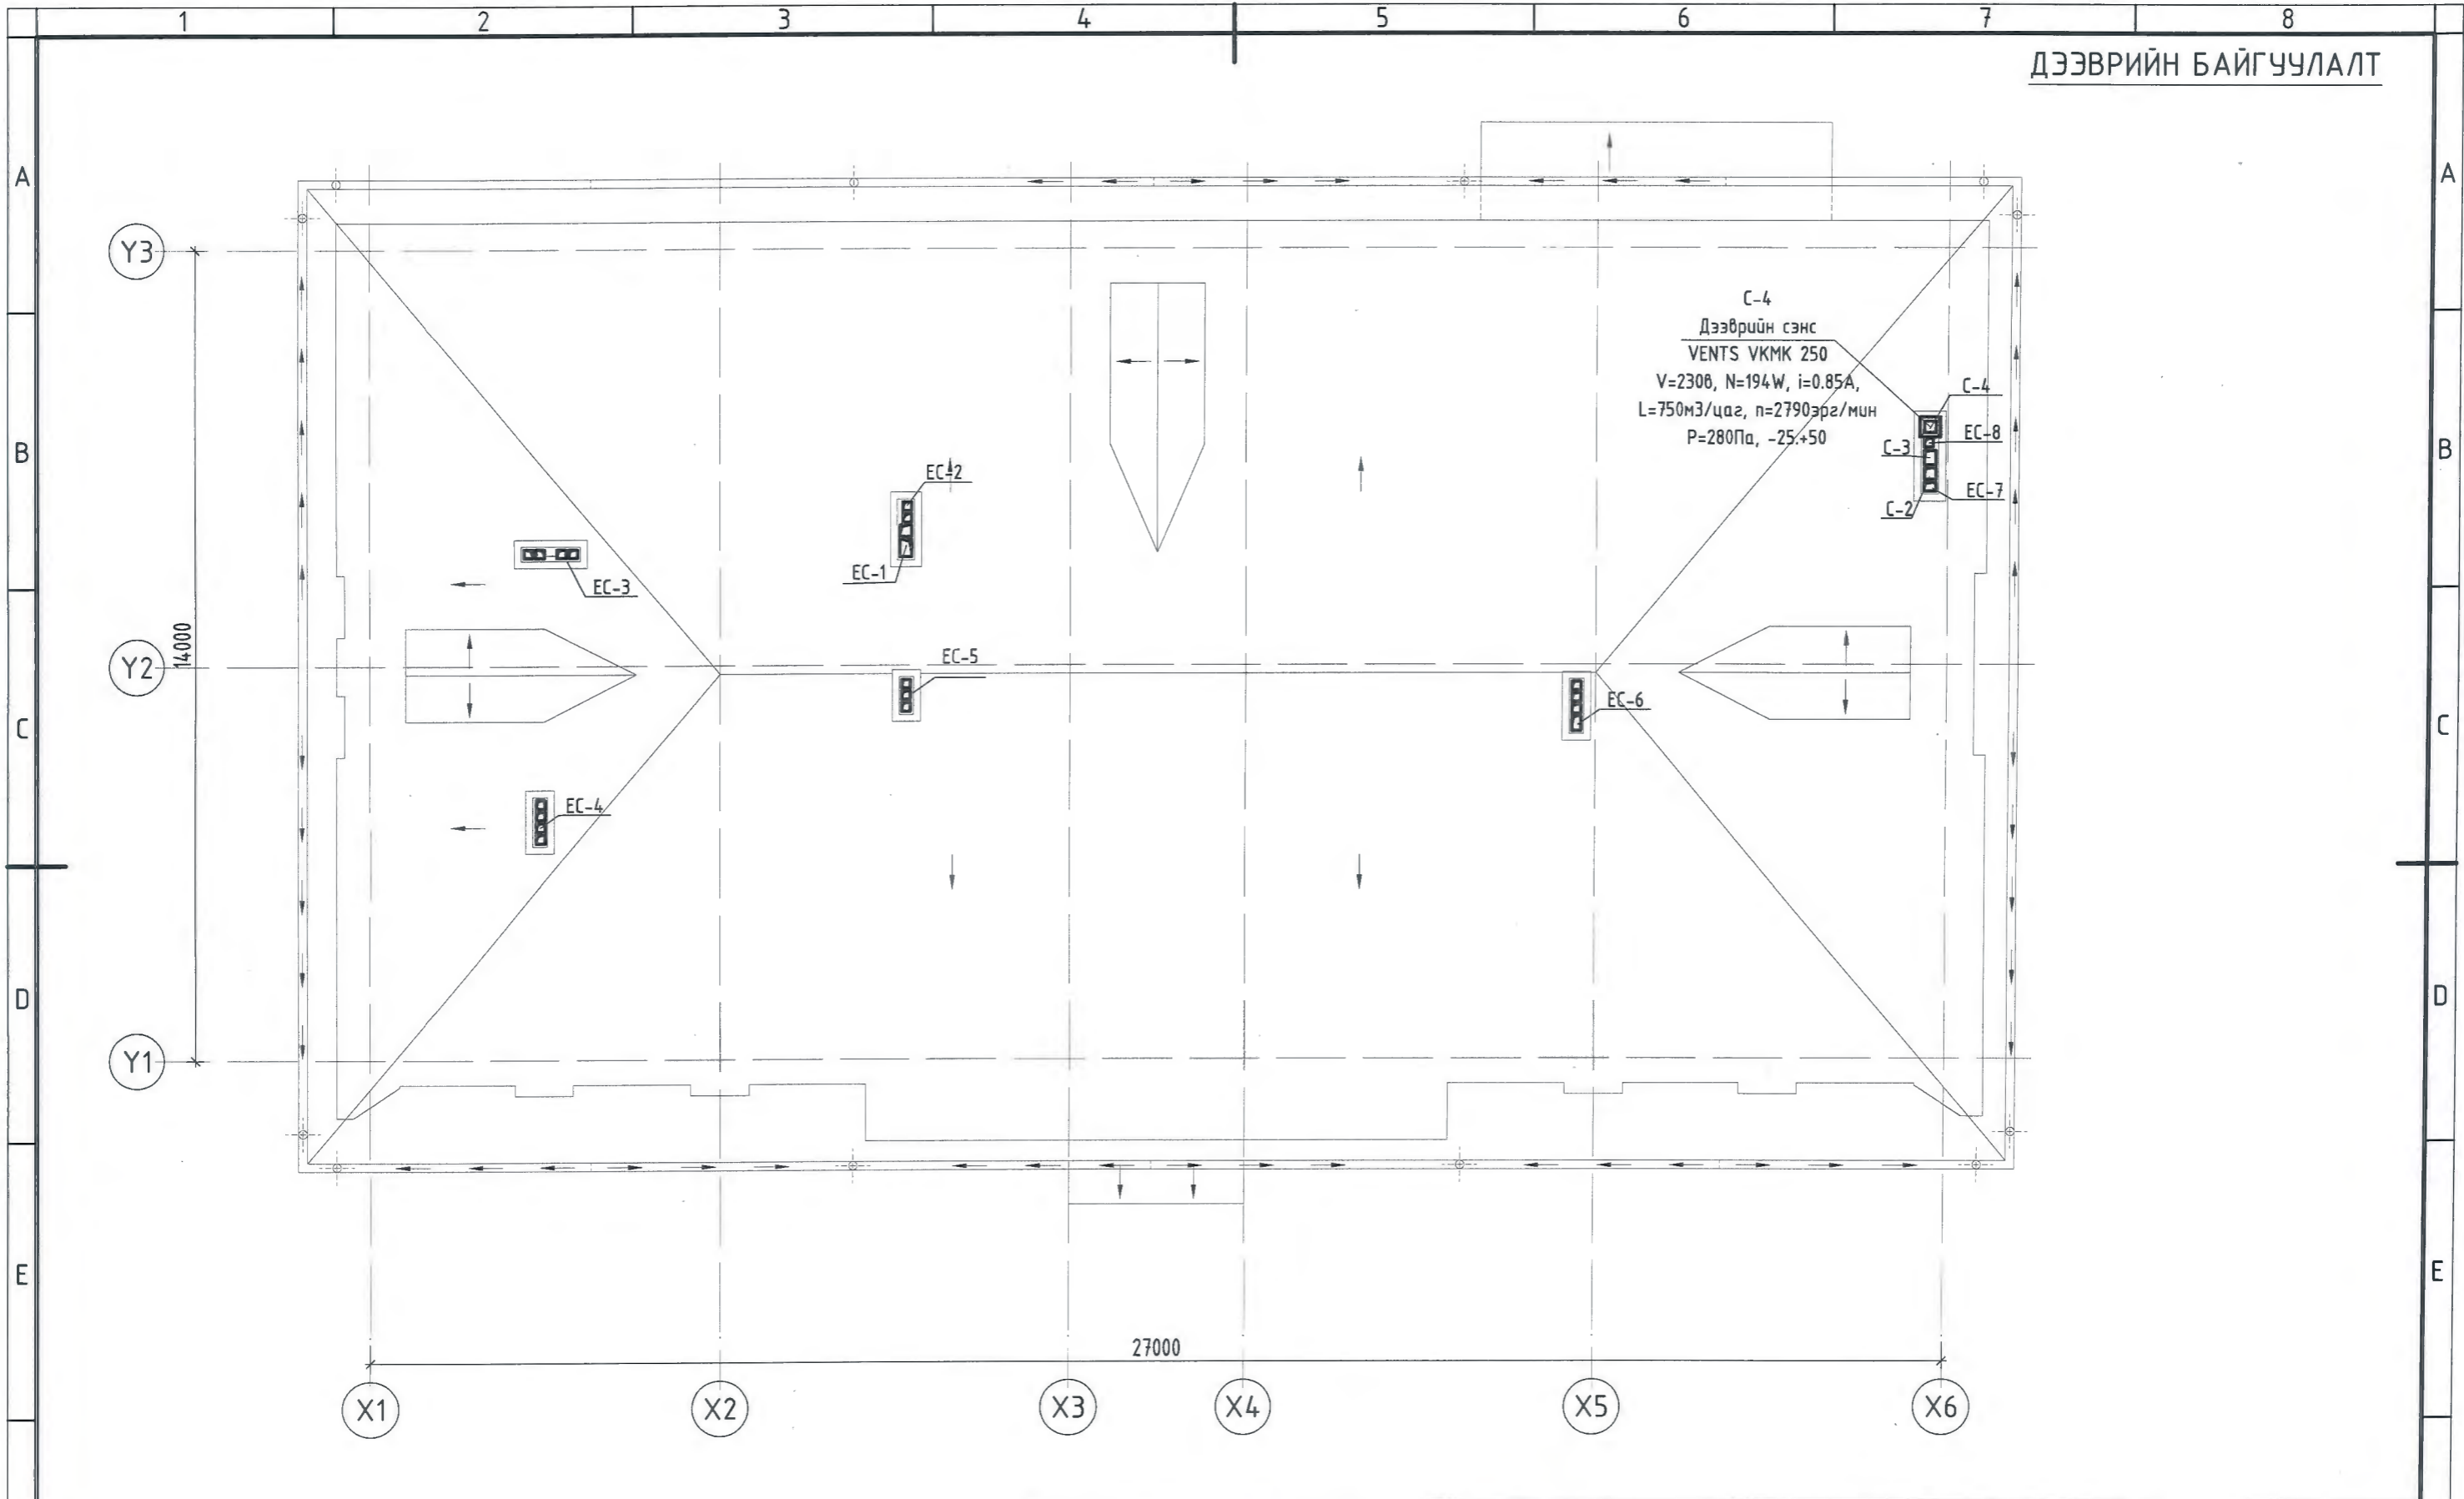 1 2 3 4 5 6 7 8
ДЭЭВРИЙН БАЙГУУЛАЛТ
A A
Y3
C-4
Дээврийн сэнс
VENTS VKMK 250
V=230в, N=194W, i=0.85A,
L=750м3/цаг, n=2790эрг/мин
P=280Па, -25.+50
C-4
EC-8
C-3
EC-7
C-2
B B
EC-2
EC-1
EC-3
14000
Y2
EC-5
EC-6
C C
EC-4
D D
Y1
E E
27000
X1 X2 X3 X4 X5 X6